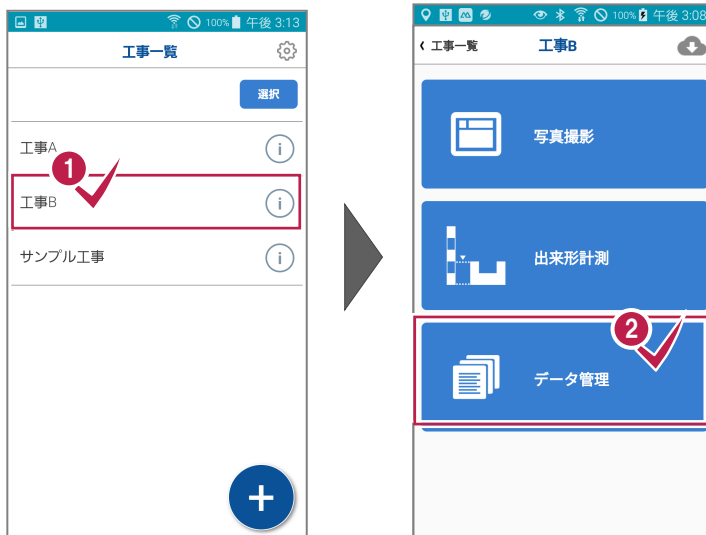 100% 午後 3:13
工事一覧
選択
工事A
1
工事B
サンプル工事
100% 午後 3:08
工事一覧 工事B
写真撮影
出来形計測
2
データ管理